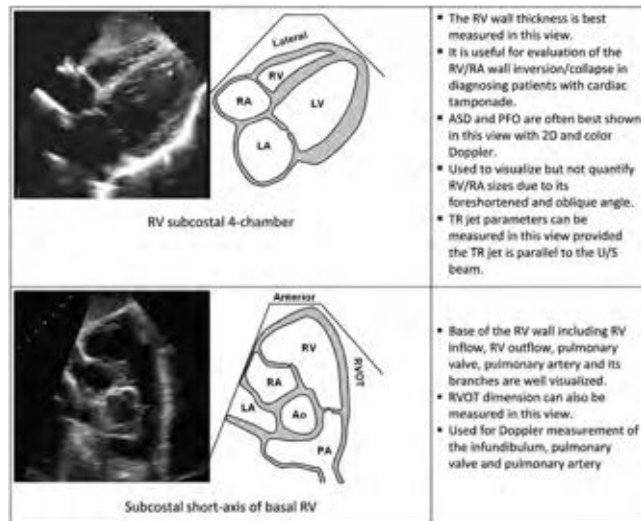 Lateral
RV
RA
LV
LA
RV subcostal 4-chamber
▪ The RV wall thickness is best
measured in this view.
▪ It is useful for evaluation of the
RV/RA wall inversion/collapse in
diagnosing patients with cardiac
tamponade.
▪ ASD and PFO are often best shown
in this view with 2D and color
Doppler.
▪ Used to visualize but not quantify
RV/RA sizes due to its
foreshortened and oblique angle.
▪ TR jet parameters can be
measured in this view provided
the TR jet is parallel to the U/S
beam.
Anterior
RV
RVOT
RA
LA
Ao
PA
Subcostal short-axis of basal RV
▪ Base of the RV wall including RV
inflow, RV outflow, pulmonary
valve, pulmonary artery and its
branches are well visualized.
▪ RVOT dimension can also be
measured in this view.
▪ Used for Doppler measurement of
the infundibulum, pulmonary
valve and pulmonary artery